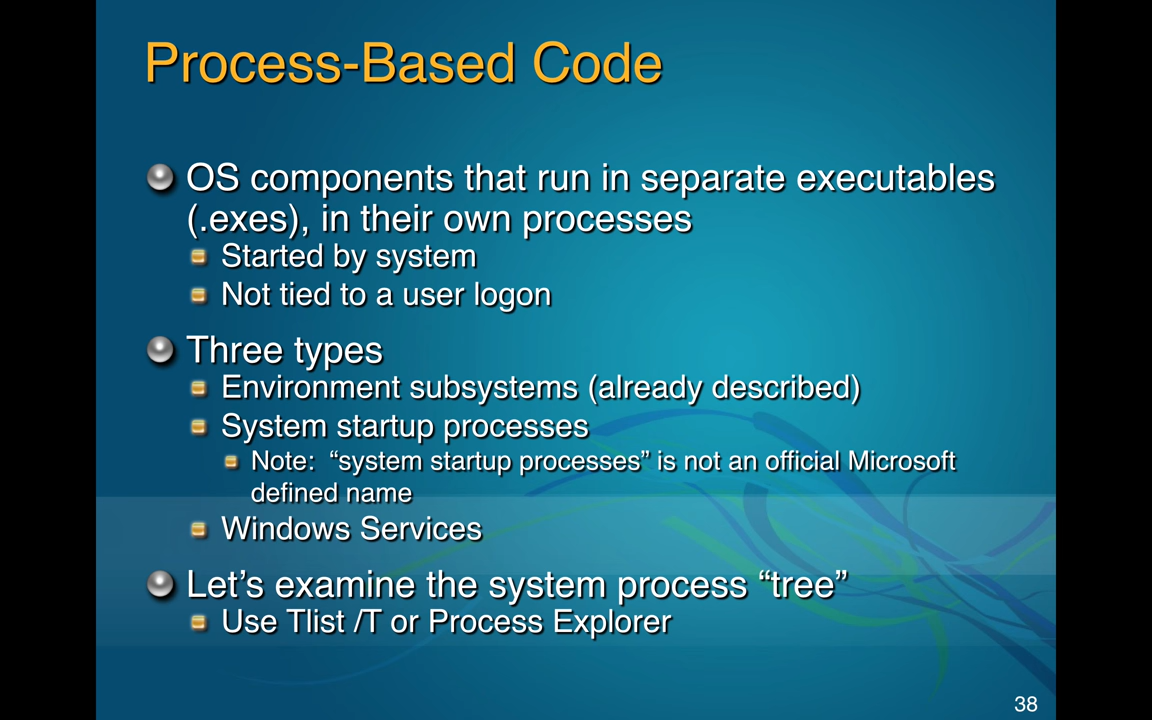 Process-Based Code
OS components that run in separate executables
(.exes), in their own processes
Started by system
Not tied to a user logon
Three types
Environment subsystems (already described)
System startup processes
Note: “system startup processes” is not an official Microsoft
defined name
Windows Services
Let’s examine the system process “tree”
Use Tlist /T or Process Explorer
38